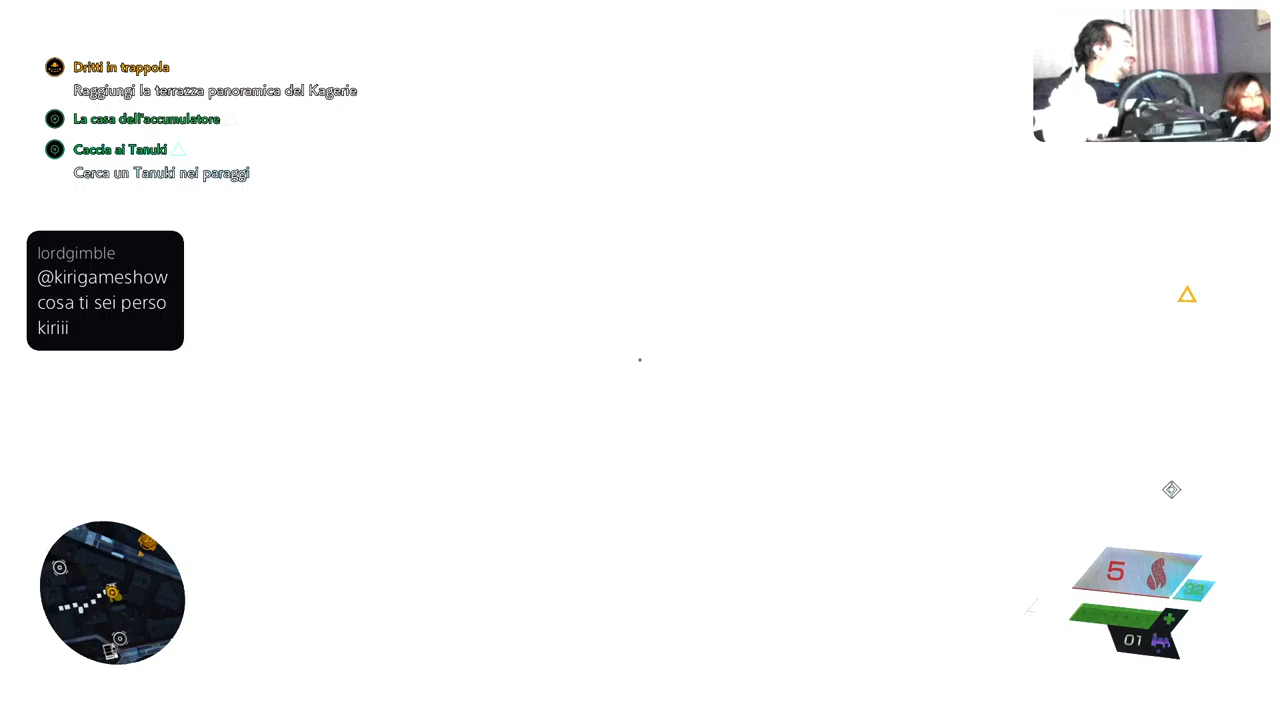 Dritti in trappola
Raggiungi la terrazza panoramica del Kagerie
La casa dell'accumulatore
Caccia ai Tanuki
Cerca un Tanuki nei paraggi
lordgimble
@kirigameshow
cosa ti sei perso
kiriii
5
32
01